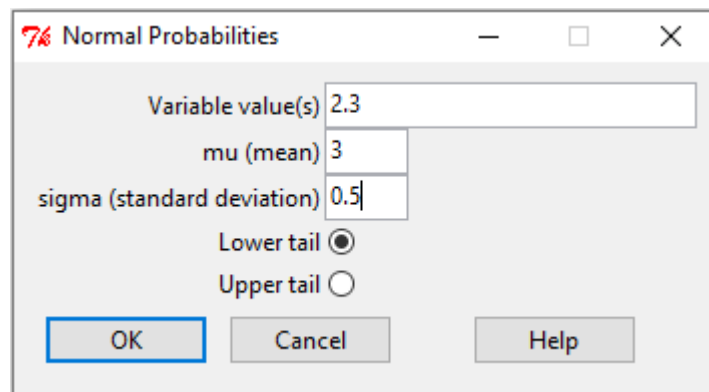 Normal Probabilities
Variable value(s) 2.3
mu (mean) 3
sigma (standard deviation) 0.5
Lower tail
Upper tail
OK Cancel Help